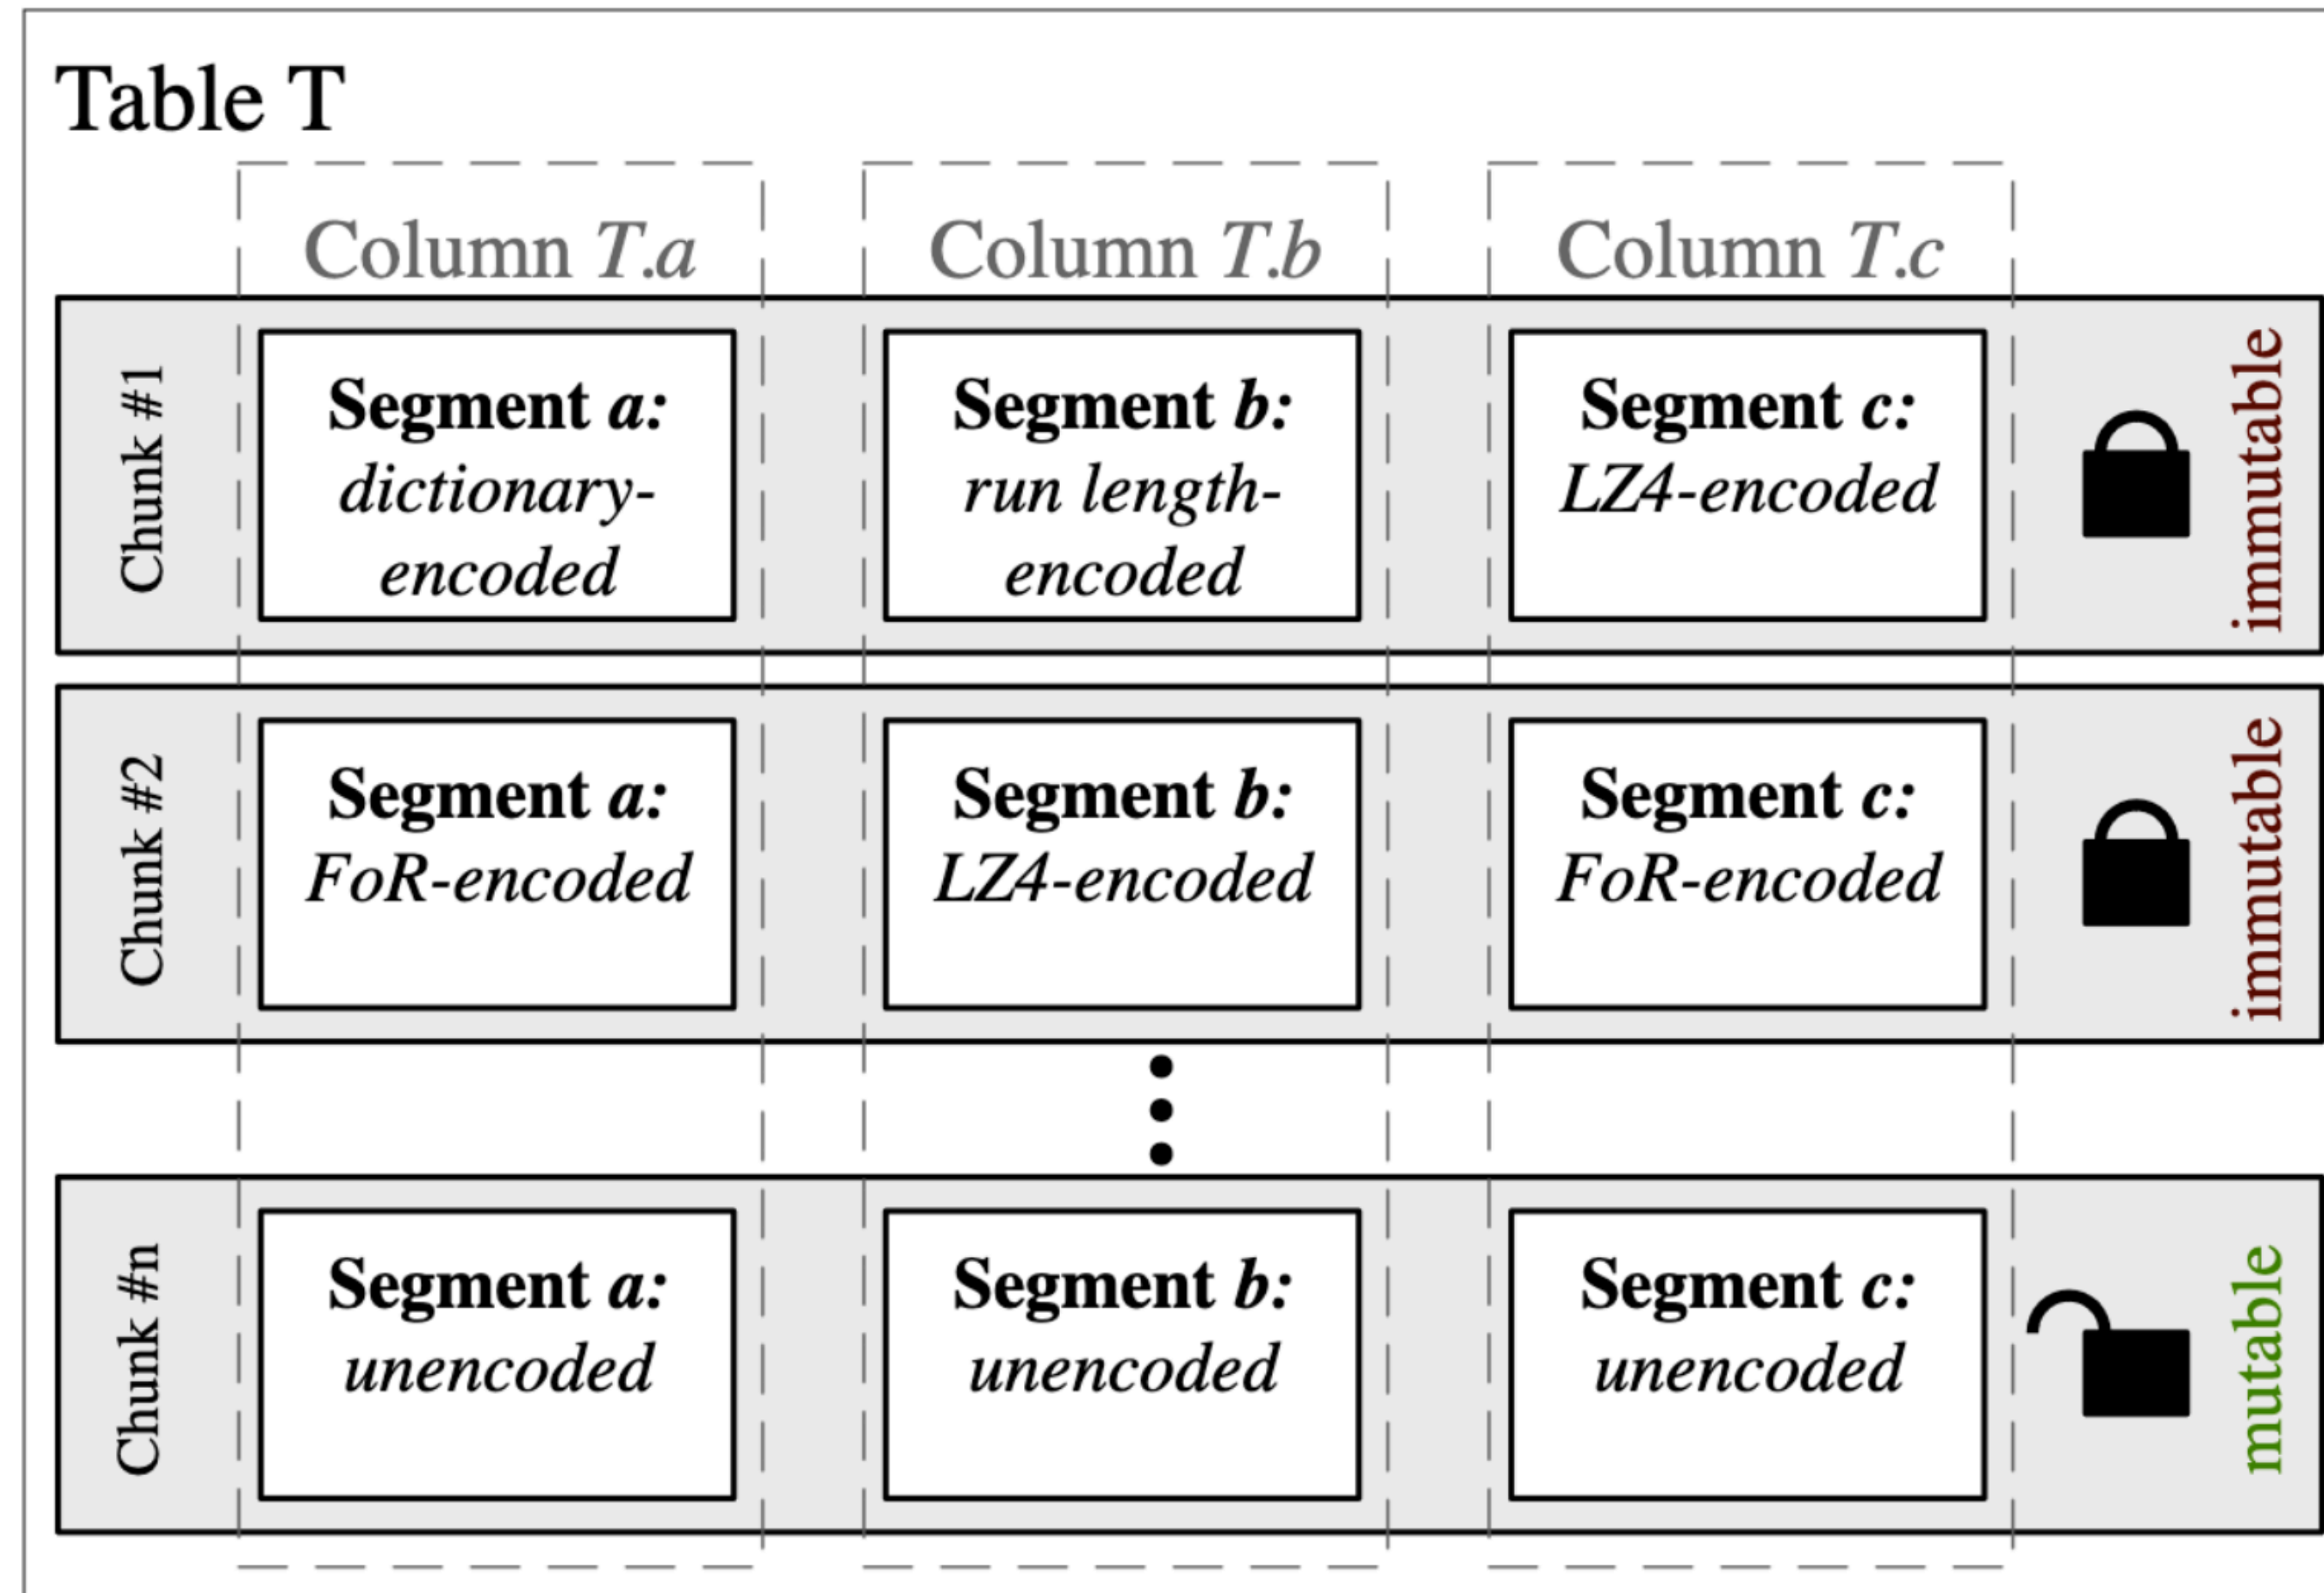 Table T
Column T.a
Column T.b
Column T.c
Chunk #1
Segment a:
dictionary-
encoded
Segment b:
run length-
encoded
Segment c:
LZ4-encoded
immutable
Chunk #2
Segment a:
FoR-encoded
Segment b:
LZ4-encoded
Segment c:
FoR-encoded
immutable
Chunk #n
Segment a:
unencoded
Segment b:
unencoded
Segment c:
unencoded
mutable